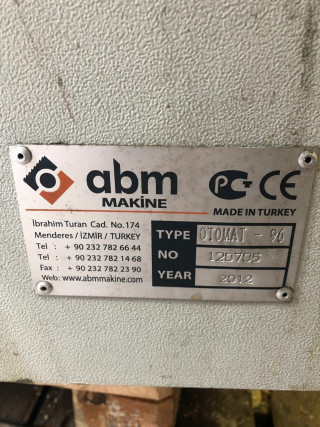 abm
MAKİNE
PC CE
MADE IN TURKEY
İbrahim Turan Cad. No.174
Menderes / İZMİR / TURKEY
Tel : + 90 232 782 66 44
Tel : + 90 232 782 14 68
Fax : + 90 232 782 23 90
Web: www.abmmakine.com
TYPE OTOMAT - 96
NO 120705
YEAR 2012